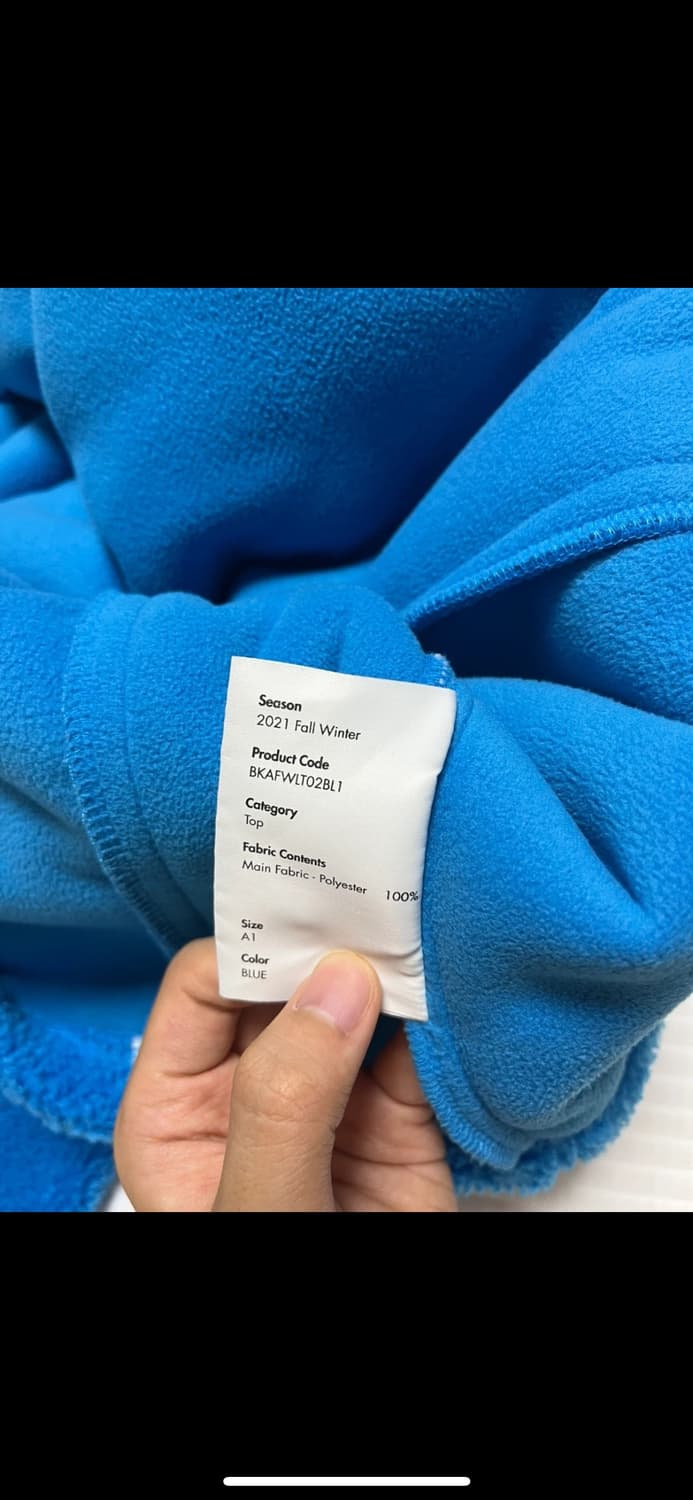 Season
2021 Fall Winter
Product Code
BKAFWLT02BL1
Category
Top
Fabric Contents
Main Fabric - Polyester 100%
Size
A1
Color
BLUE